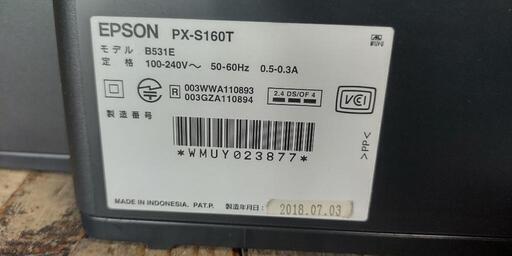 EPSON PX-S160T
モデル B531E
定格 100-240V～ 50-60Hz 0.5-0.3A
R 003WWA110893
003GZA110894
2.4 DS/OF 4
VCI
製造番号
*WMUY023877*
>PP<
MADE IN INDONESIA. PAT.P.
製造年月日: 2018.07.03